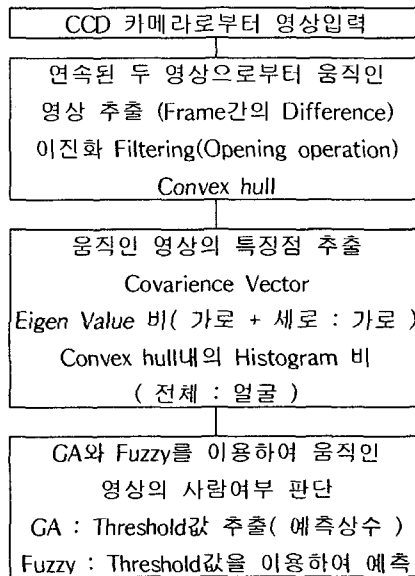 CCD 카메라로부터 영상입력
연속된 두 영상으로부터 움직인
영상 추출 (Frame간의 Difference)
이진화 Filtering(Opening operation)
Convex hull
움직인 영상의 특징점 추출
Covarience Vector
Eigen Value 비( 가로 + 세로 : 가로 )
Convex hull내의 Histogram 비
( 전체 : 얼굴 )
GA와 Fuzzy를 이용하여 움직인
영상의 사람여부 판단
GA : Threshold값 추출( 예측상수 )
Fuzzy : Threshold값을 이용하여 예측